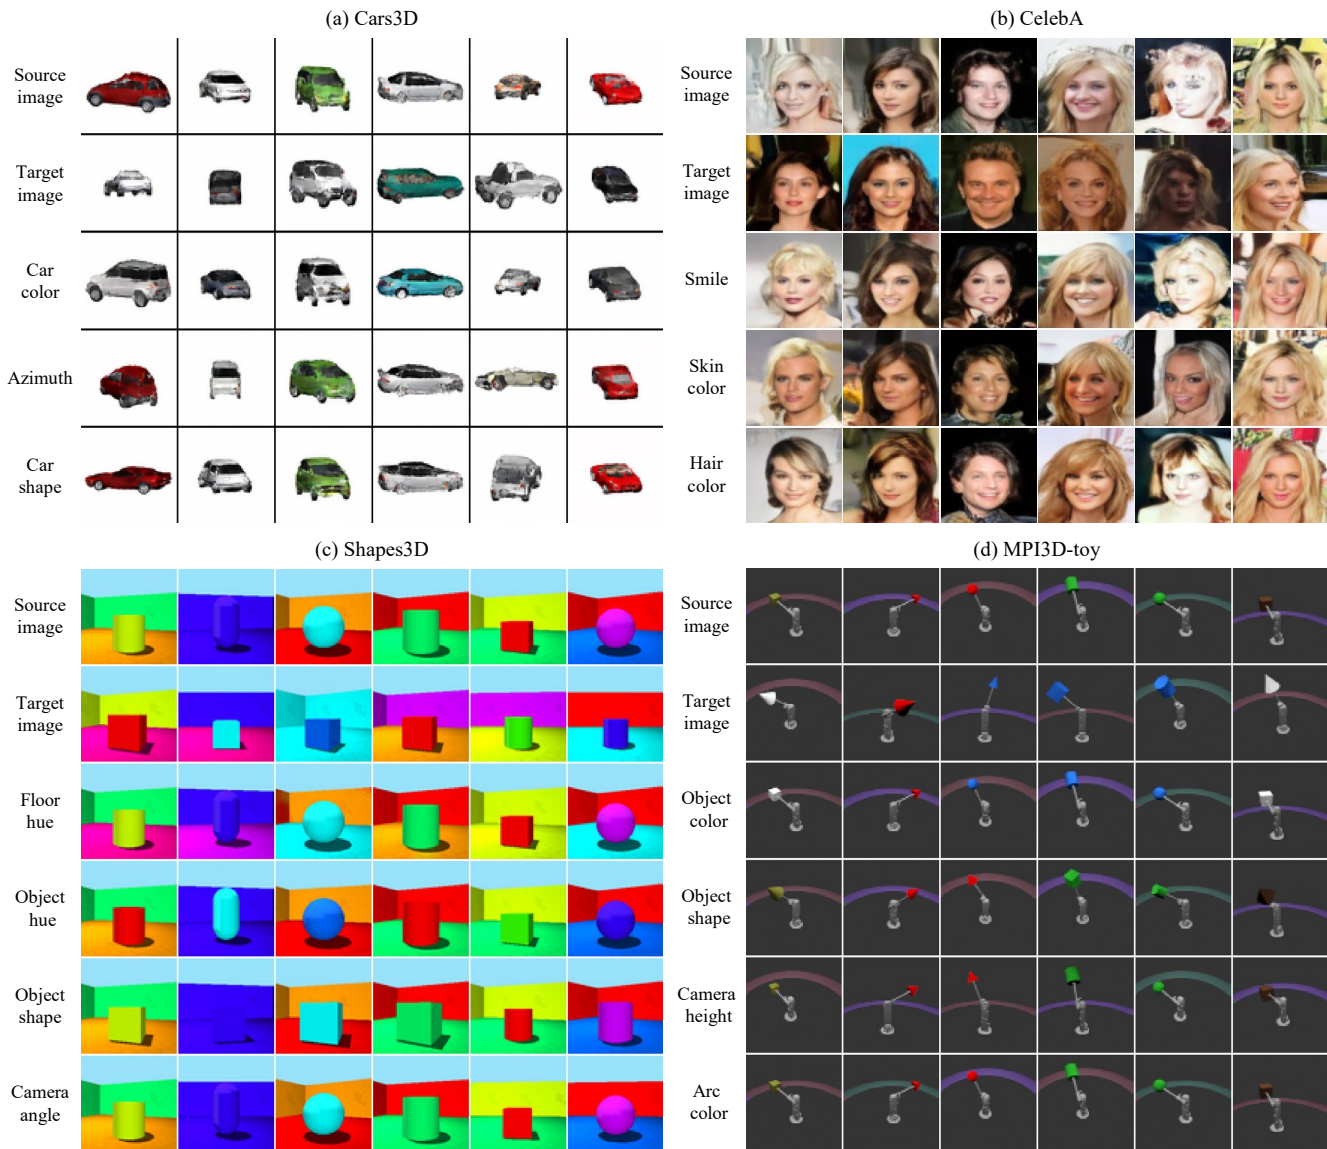 (a) Cars3D
Source
image
Target
image
Car
color
Azimuth
Car
shape
(b) CelebA
Source
image
Target
image
Smile
Skin
color
Hair
color
(c) Shapes3D
Source
image
Target
image
Floor
hue
Object
hue
Object
shape
Camera
angle
(d) MPI3D-toy
Source
image
Target
image
Object
color
Object
shape
Camera
height
Arc
color